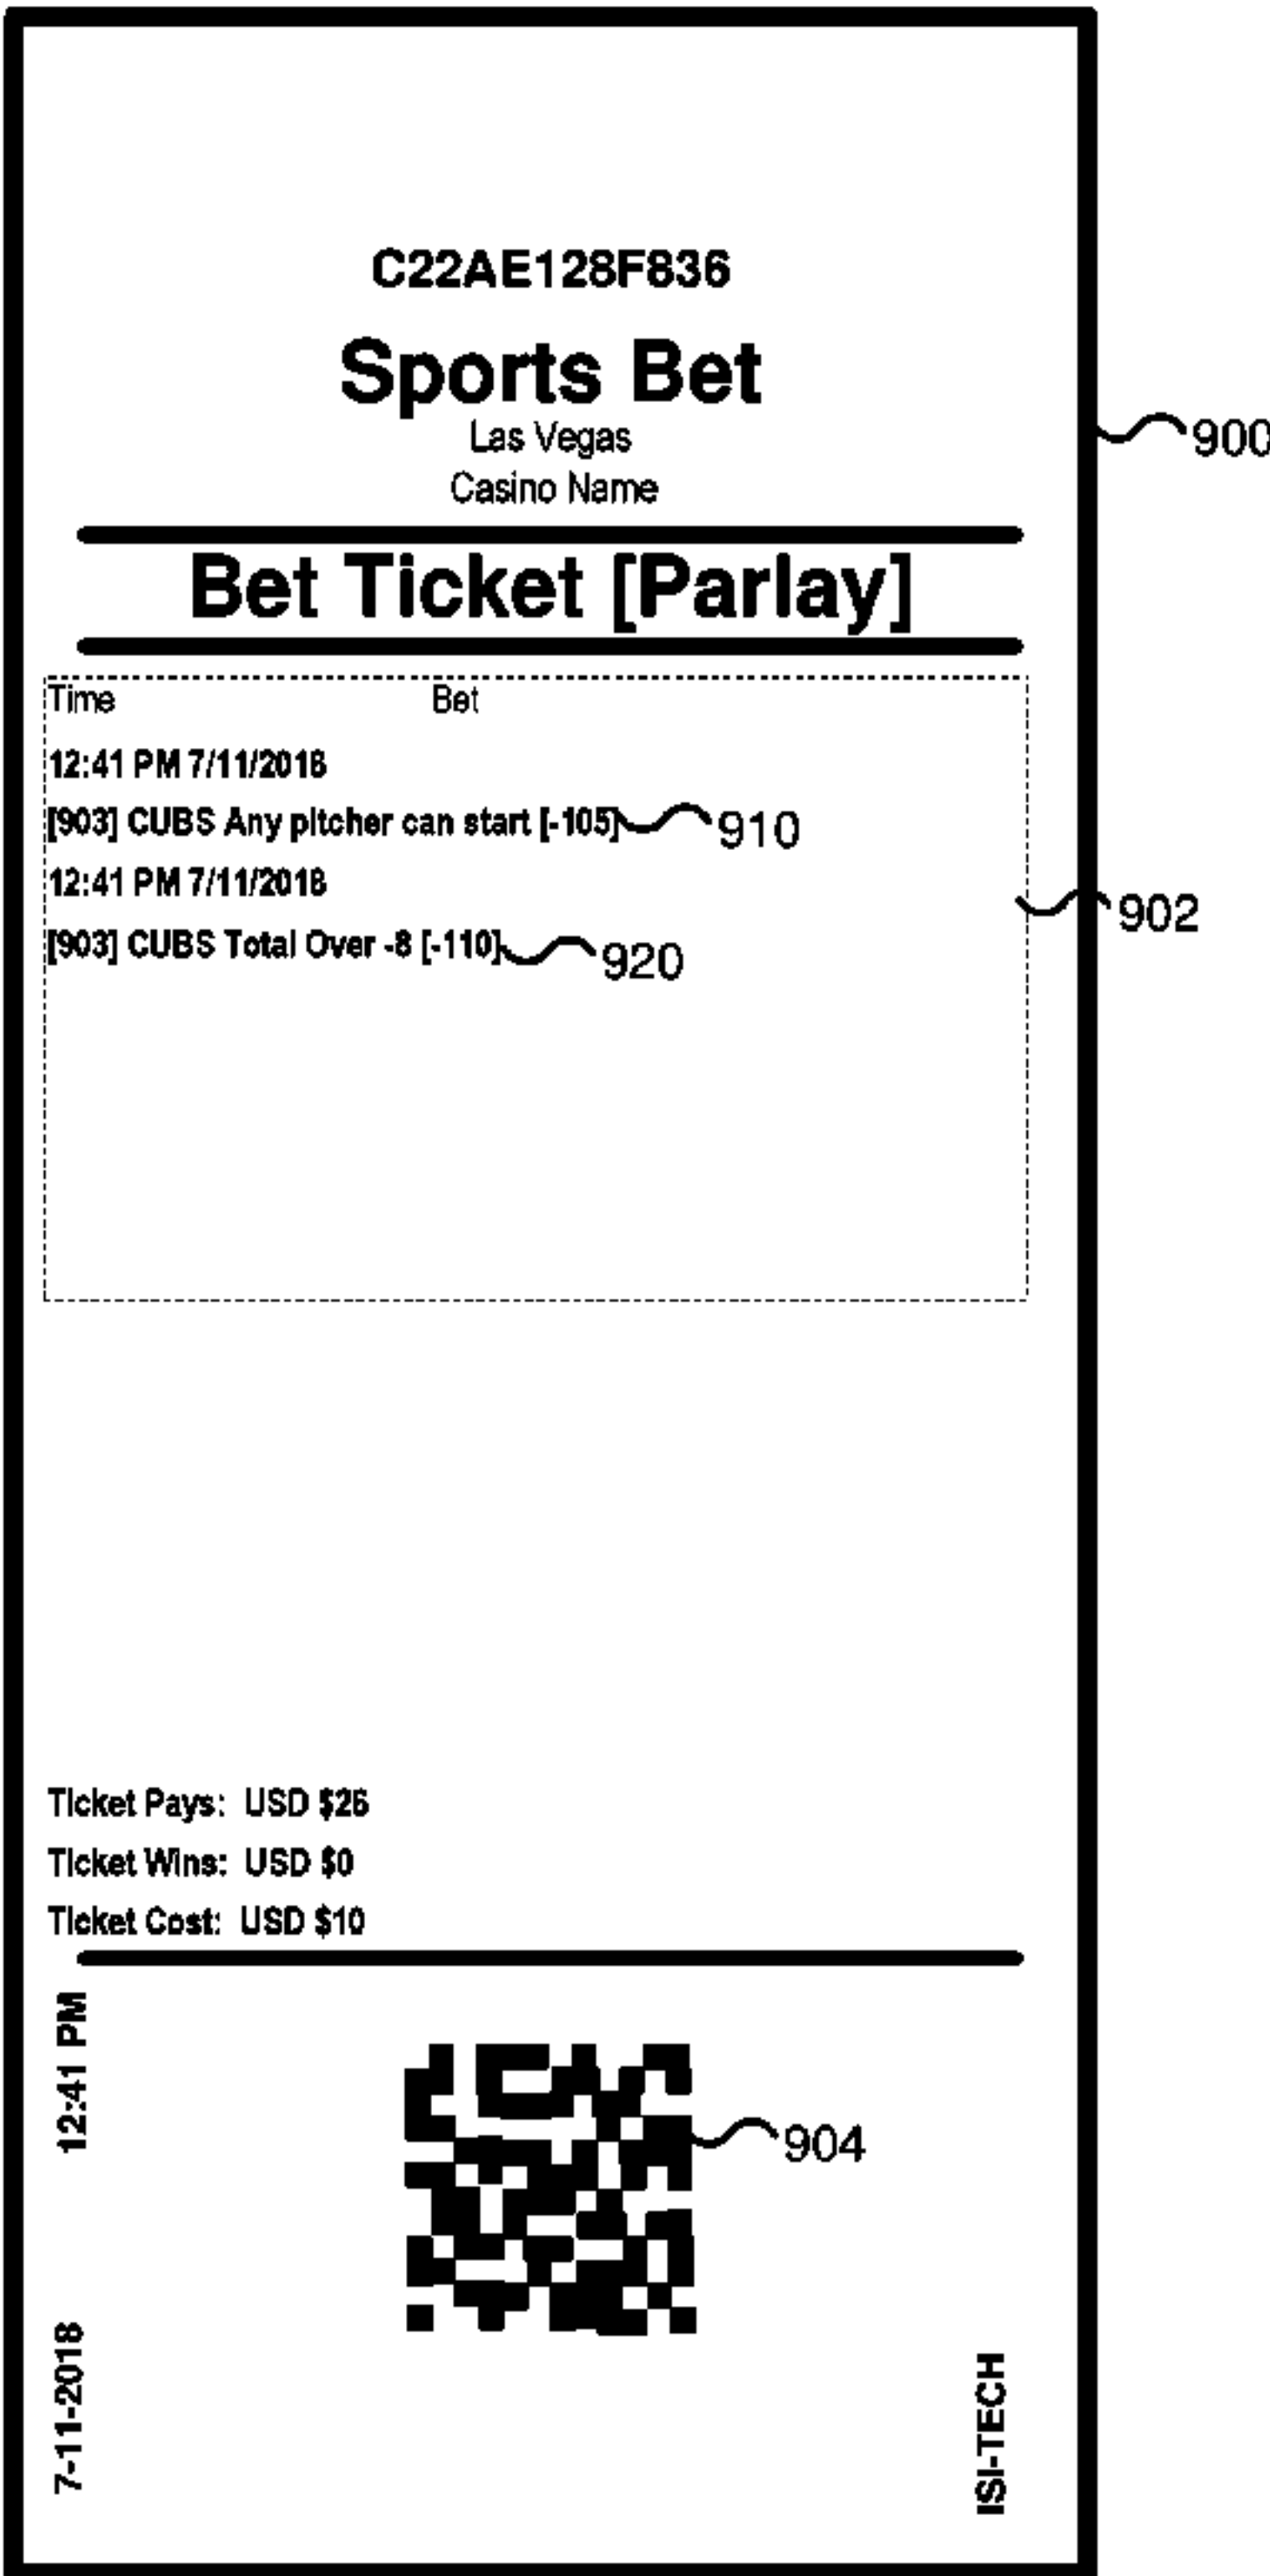 C22AE128F836
Sports Bet
Las Vegas
Casino Name
900
Bet Ticket [Parlay]
Time Bet
12:41 PM 7/11/2018
[903] CUBS Any pitcher can start [-105]
910
12:41 PM 7/11/2018
902
[903] CUBS Total Over -8 [-110]
920
Ticket Pays: USD $26
Ticket Wins: USD $0
Ticket Cost: USD $10
12:41 PM
904
7-11-2018
ISI-TECH